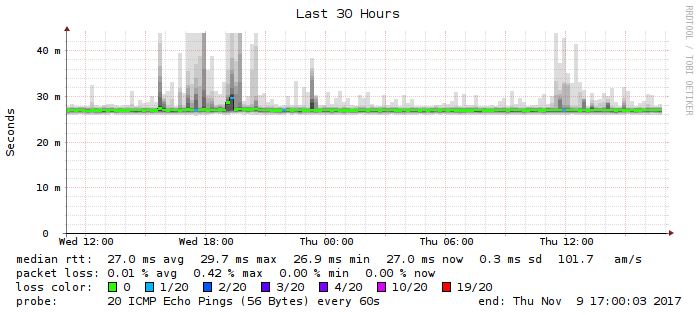 Last 30 Hours
RRDTOOL / TOBI OETIKER
Seconds
40 m
30 m
20 m
10 m
0
Wed 12:00 Wed 18:00 Thu 00:00 Thu 06:00 Thu 12:00
median rtt: 27.0 ms avg 29.7 ms max 26.9 ms min 27.0 ms now 0.3 ms sd 101.7 am/s
packet loss: 0.01 % avg 0.42 % max 0.00 % min 0.00 % now
loss color: 0 1/20 2/20 3/20 4/20 10/20 19/20
probe: 20 ICMP Echo Pings (56 Bytes) every 60s end: Thu Nov 9 17:00:03 2017